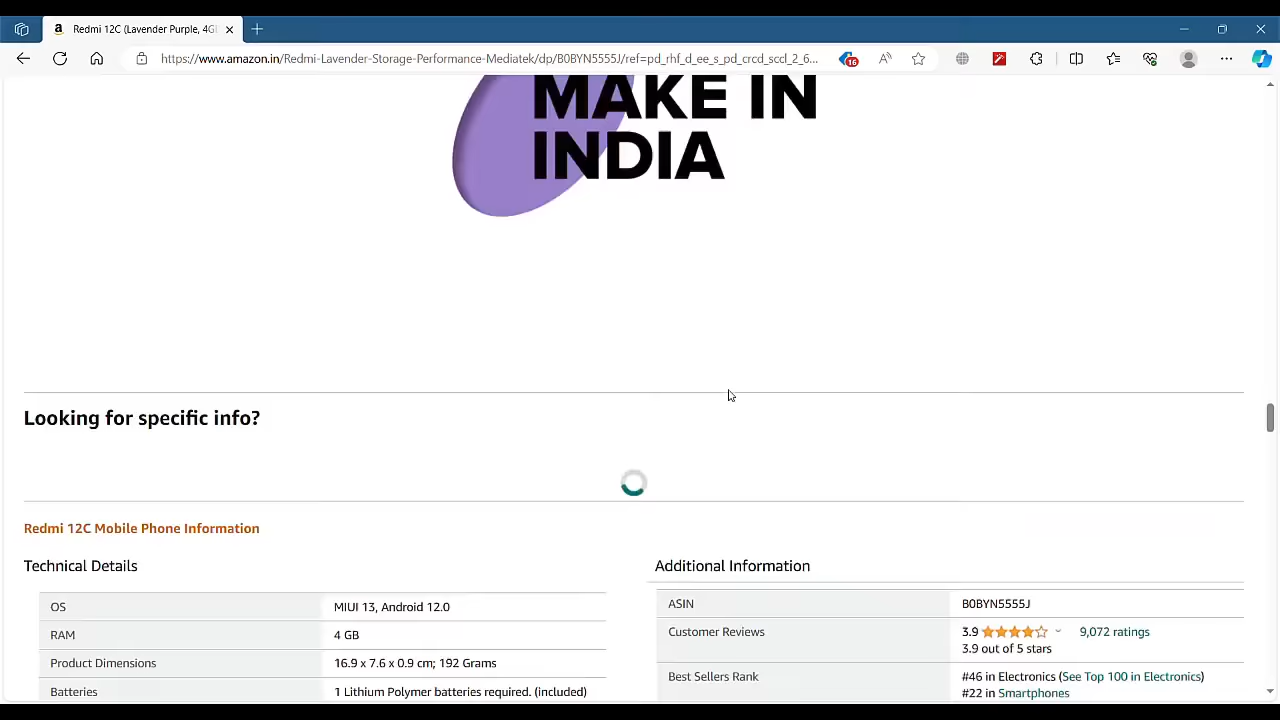 Redmi 12C (Lavender Purple, 4G
https://www.amazon.in/Redmi-Lavender-Storage-Performance-Mediatek/dp/B0BYN5555J/ref=pd_rhf_d_ee_s_pd_crcd_sccl_2_6...
16
MAKE IN
INDIA
Looking for specific info?
Redmi 12C Mobile Phone Information
Technical Details
OS MIUI 13, Android 12.0
RAM 4 GB
Product Dimensions 16.9 x 7.6 x 0.9 cm; 192 Grams
Batteries 1 Lithium Polymer batteries required. (included)
Additional Information
ASIN B0BYN5555J
Customer Reviews 3.9 9,072 ratings
3.9 out of 5 stars
Best Sellers Rank #46 in Electronics (See Top 100 in Electronics)
#22 in Smartphones